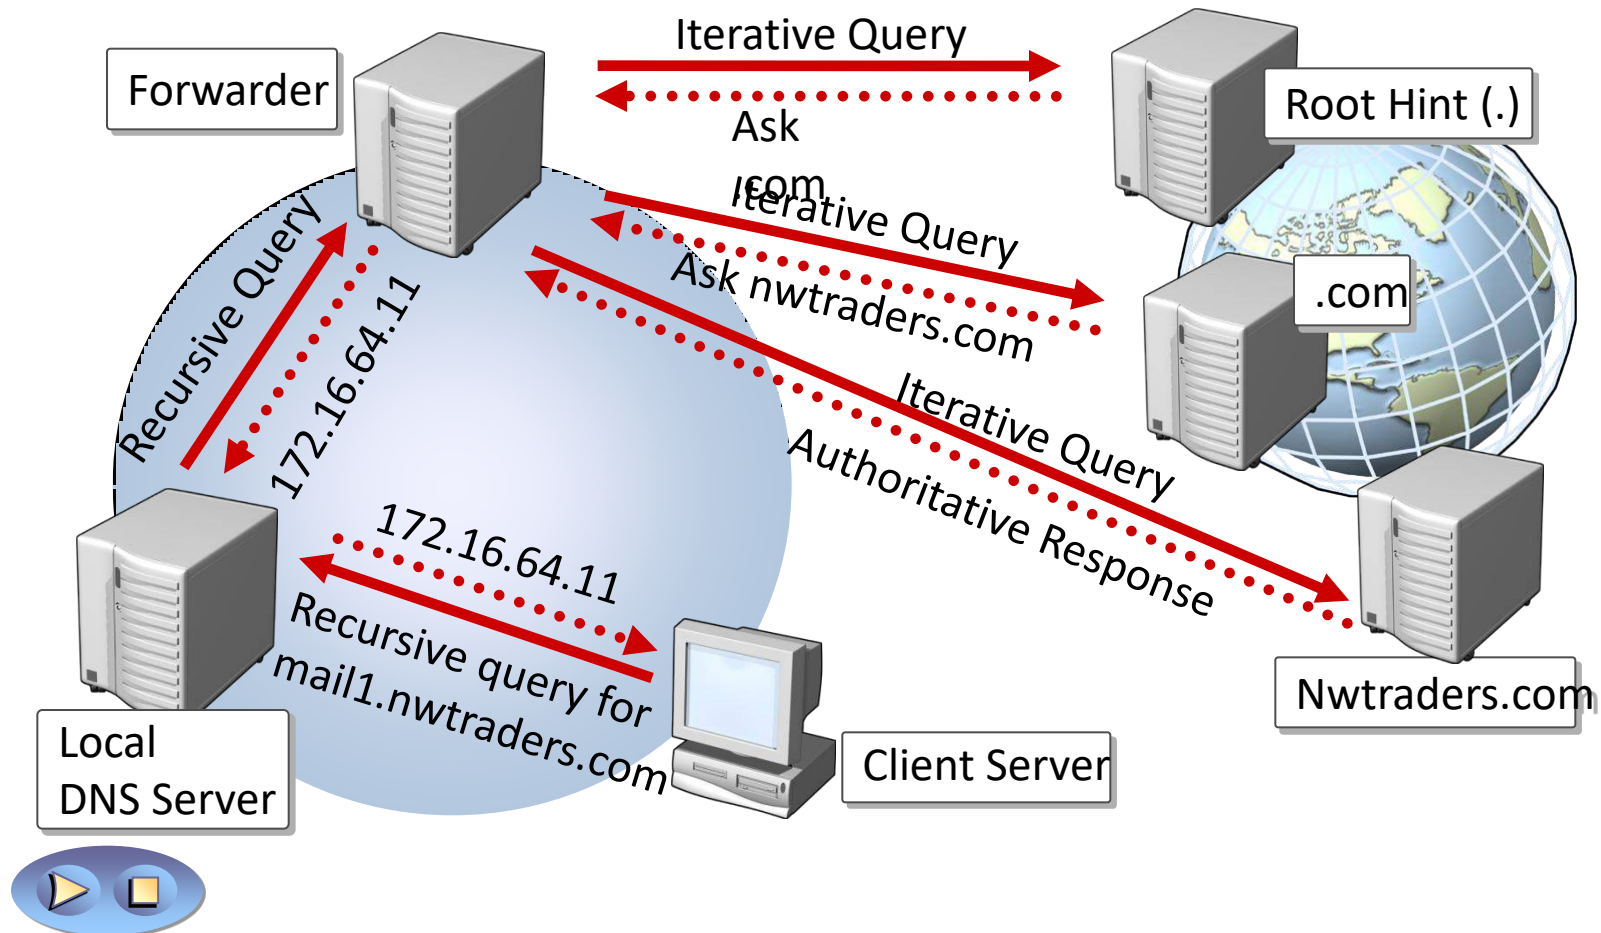 Iterative Query
Forwarder
Root Hint (.)
Ask
.com
Iterative Query
Ask nwtraders.com
.com
Recursive Query
172.16.64.11
Iterative Query
Authoritative Response
172.16.64.11
Recursive query for
mail1.nwtraders.com
Nwtraders.com
Local
DNS Server
Client Server